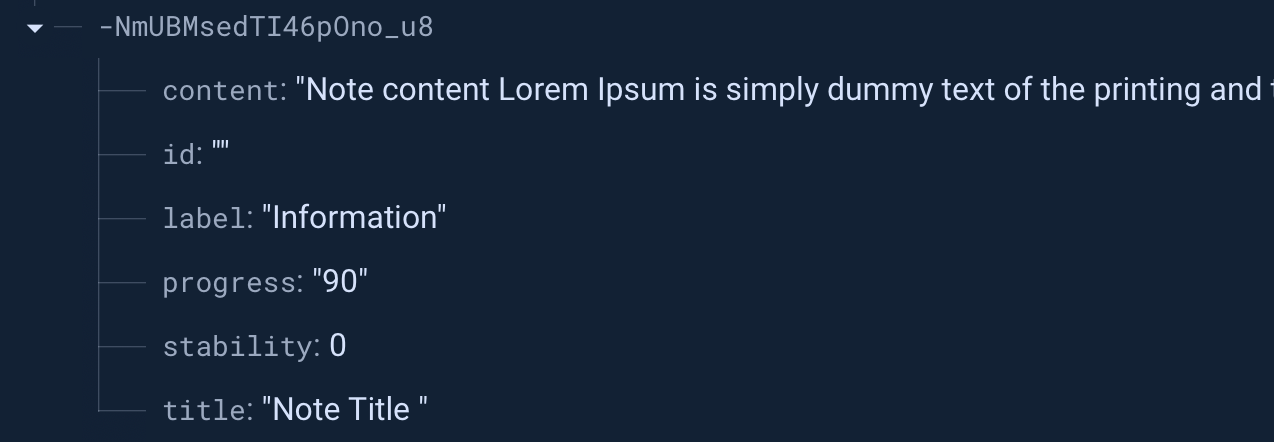 -NmUBMsedTI46pOno_u8
content: "Note content Lorem Ipsum is simply dummy text of the printing and
id: ""
label: "Information"
progress: "90"
stability: 0
title: "Note Title "